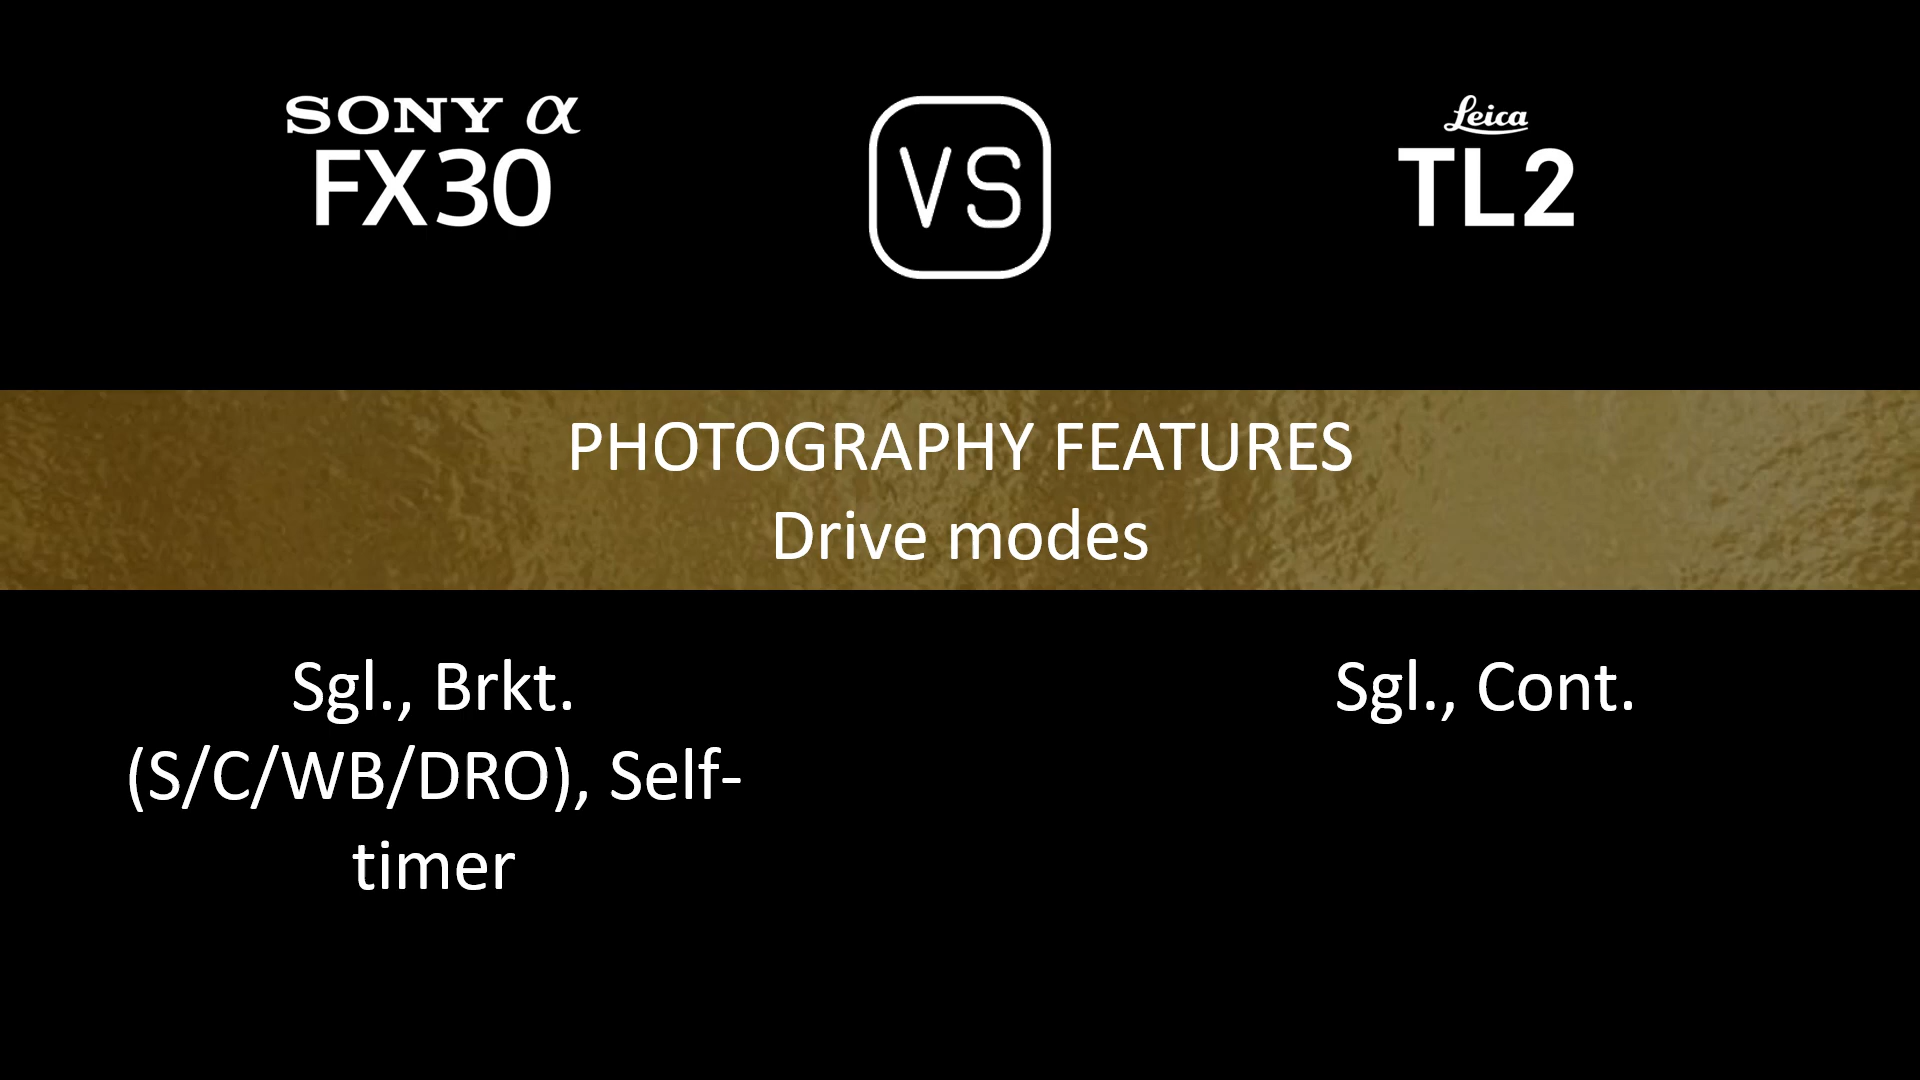 SONY α
FX30
VS
Leica
TL2
PHOTOGRAPHY FEATURES
Drive modes
Sgl., Brkt.
(S/C/WB/DRO), Self-
timer
Sgl., Cont.